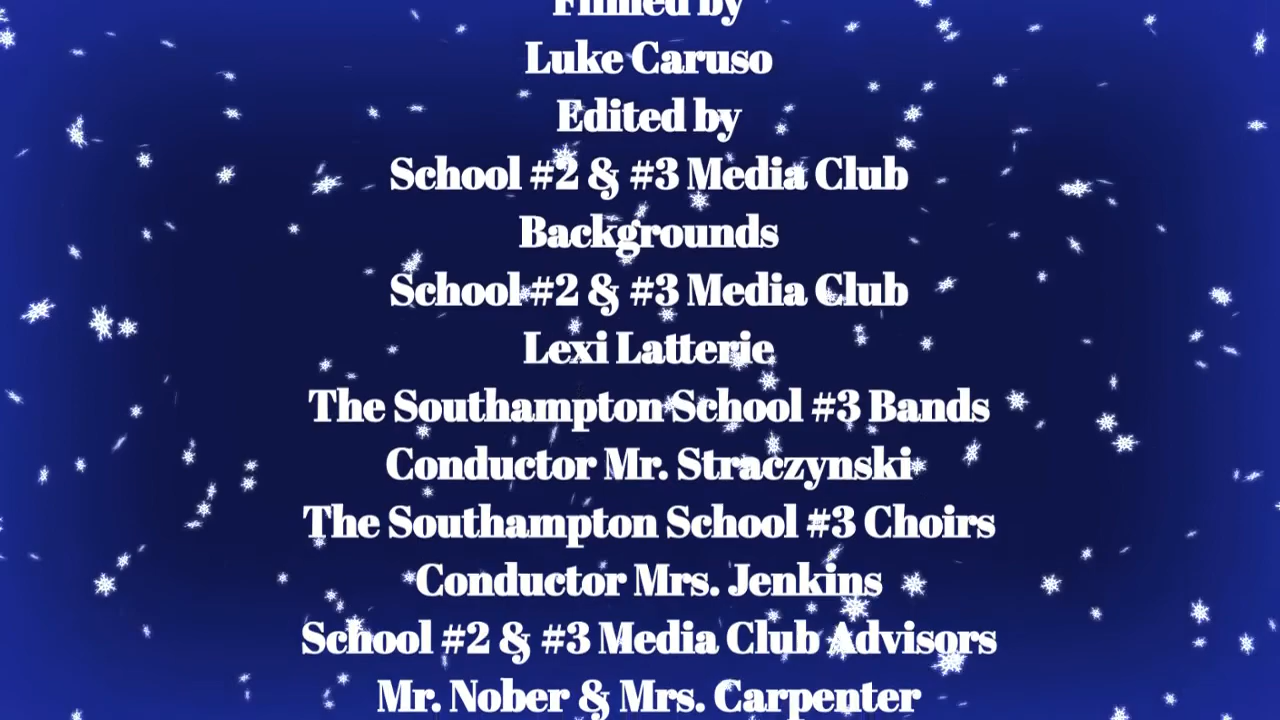 Filmed by
Luke Caruso
Edited by
School #2 & #3 Media Club
Backgrounds
School #2 & #3 Media Club
Lexi Latterie
The Southampton School #3 Bands
Conductor Mr. Straczynski
The Southampton School #3 Choirs
Conductor Mrs. Jenkins
School #2 & #3 Media Club Advisors
Mr. Nober & Mrs. Carpenter